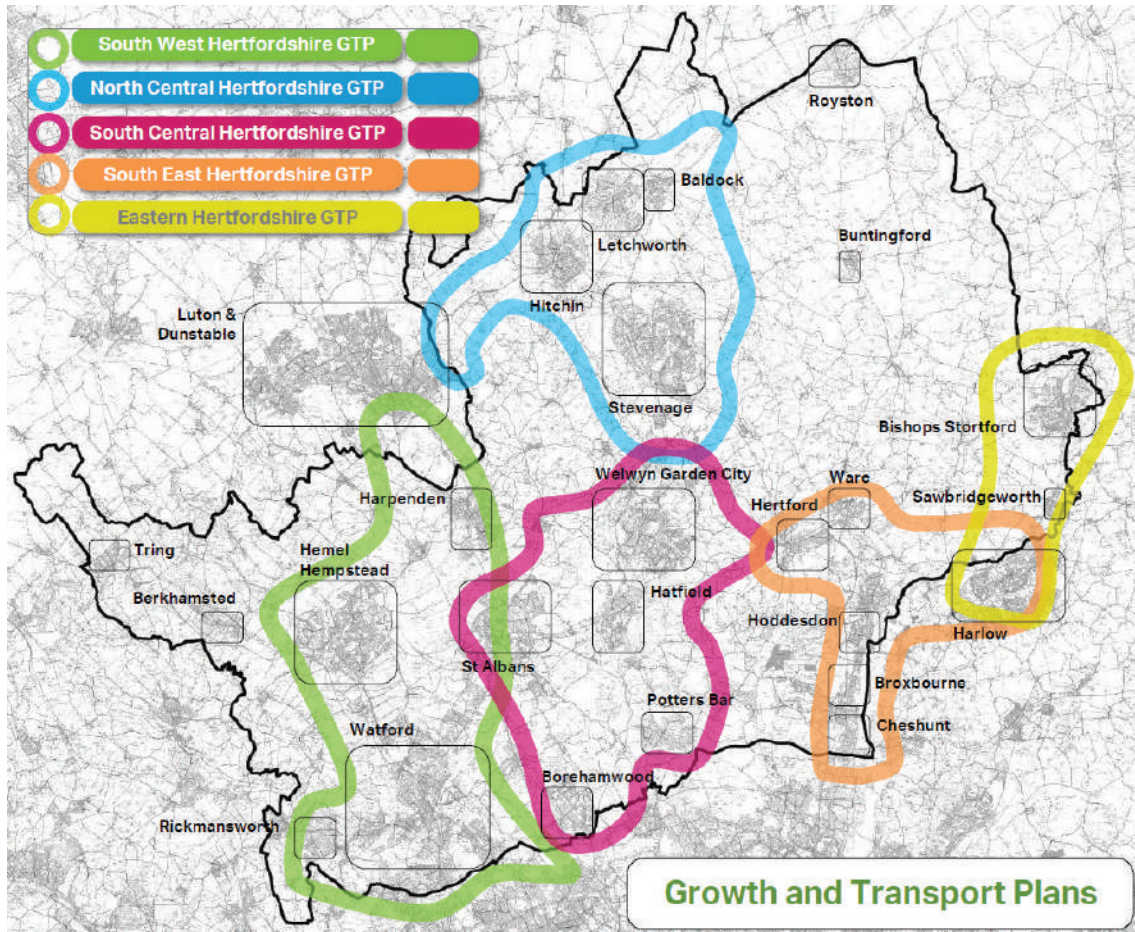 South West Hertfordshire GTP
North Central Hertfordshire GTP
South Central Hertfordshire GTP
South East Hertfordshire GTP
Eastern Hertfordshire GTP
Royston
Baldock
Letchworth
Buntingford
Hitchin
Luton &
Dunstable
Stevenage
Bishops Stortford
Welwyn Garden City
Ware
Harpenden
Hertford
Sawbridgeworth
Tring
Hemel
Hempstead
Berkhamsted
Hatfield
Hoddesdon
Harlow
St Albans
Broxbourne
Potters Bar
Cheshunt
Watford
Borehamwood
Rickmansworth
Growth and Transport Plans